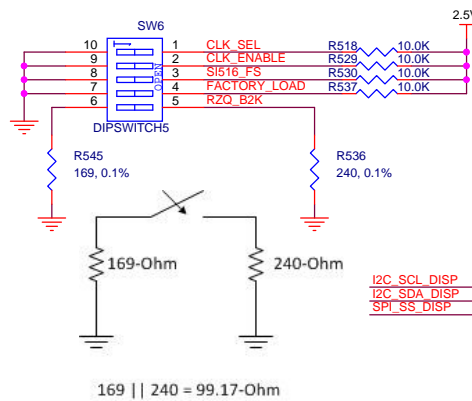 2.5V
SW6
10 1 CLK_SEL R518 10.0K
9 2 CLK_ENABLE R529 10.0K
8 3 SI516_FS R530 10.0K
7 4 FACTORY_LOAD R537 10.0K
6 5 RZQ_B2K
OPEN
DIPSWITCH5
R545
169, 0.1%
R536
240, 0.1%
169-Ohm
240-Ohm
I2C_SCL_DISP
I2C_SDA_DISP
SPI_SS_DISP
169 || 240 = 99.17-Ohm